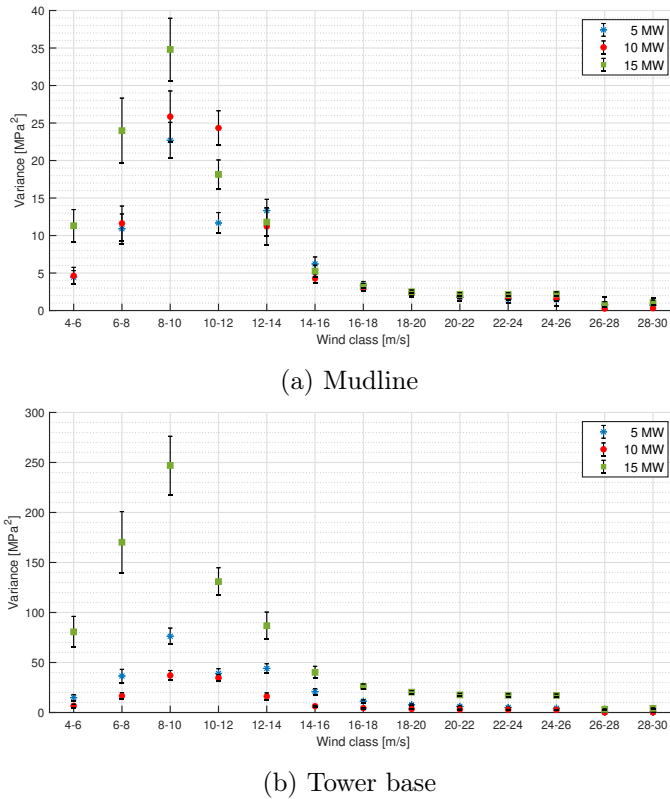 40
35
30
25
20
15
10
5
0
Variance [MPa²]
5 MW
10 MW
15 MW
4-6 6-8 8-10 10-12 12-14 14-16 16-18 18-20 20-22 22-24 24-26 26-28 28-30
Wind class [m/s]
(a) Mudline
300
250
200
150
100
50
0
Variance [MPa²]
5 MW
10 MW
15 MW
4-6 6-8 8-10 10-12 12-14 14-16 16-18 18-20 20-22 22-24 24-26 26-28 28-30
Wind class [m/s]
(b) Tower base